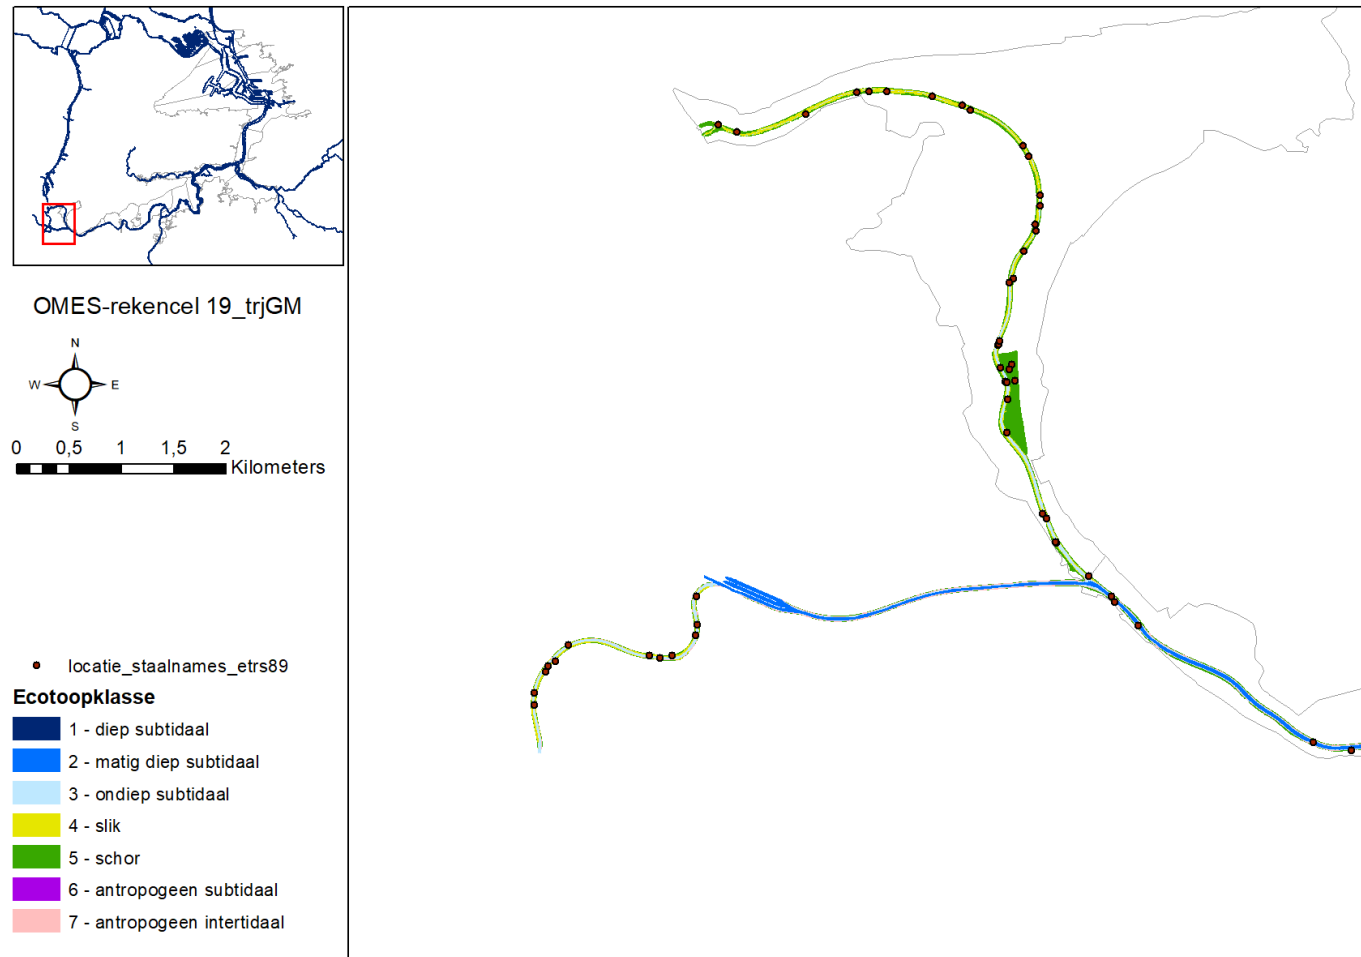 OMES-rekencel 19_trjGM
N
W E
S
0 0,5 1 1,5 2
Kilometers
locatie_staalnames_etrs89
Ecotoopklasse
1 - diep subtidaal
2 - matig diep subtidaal
3 - ondiep subtidaal
4 - slik
5 - schor
6 - antropogeen subtidaal
7 - antropogeen intertidaal